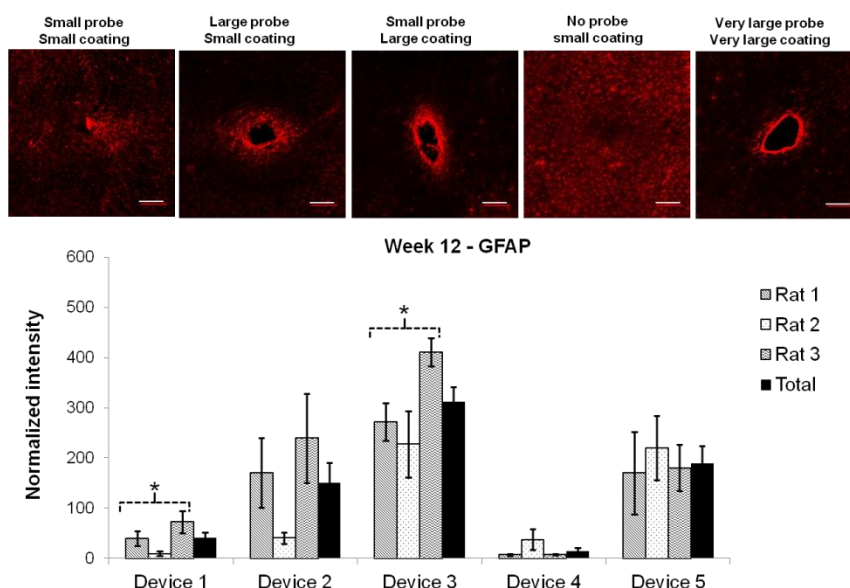 Small probe
Small coating
Large probe
Small coating
Small probe
Large coating
No probe
small coating
Very large probe
Very large coating
Week 12 - GFAP
Normalized intensity
600
500
400
300
200
100
0
*
*
Device 1
Device 2
Device 3
Device 4
Device 5
Rat 1
Rat 2
Rat 3
Total